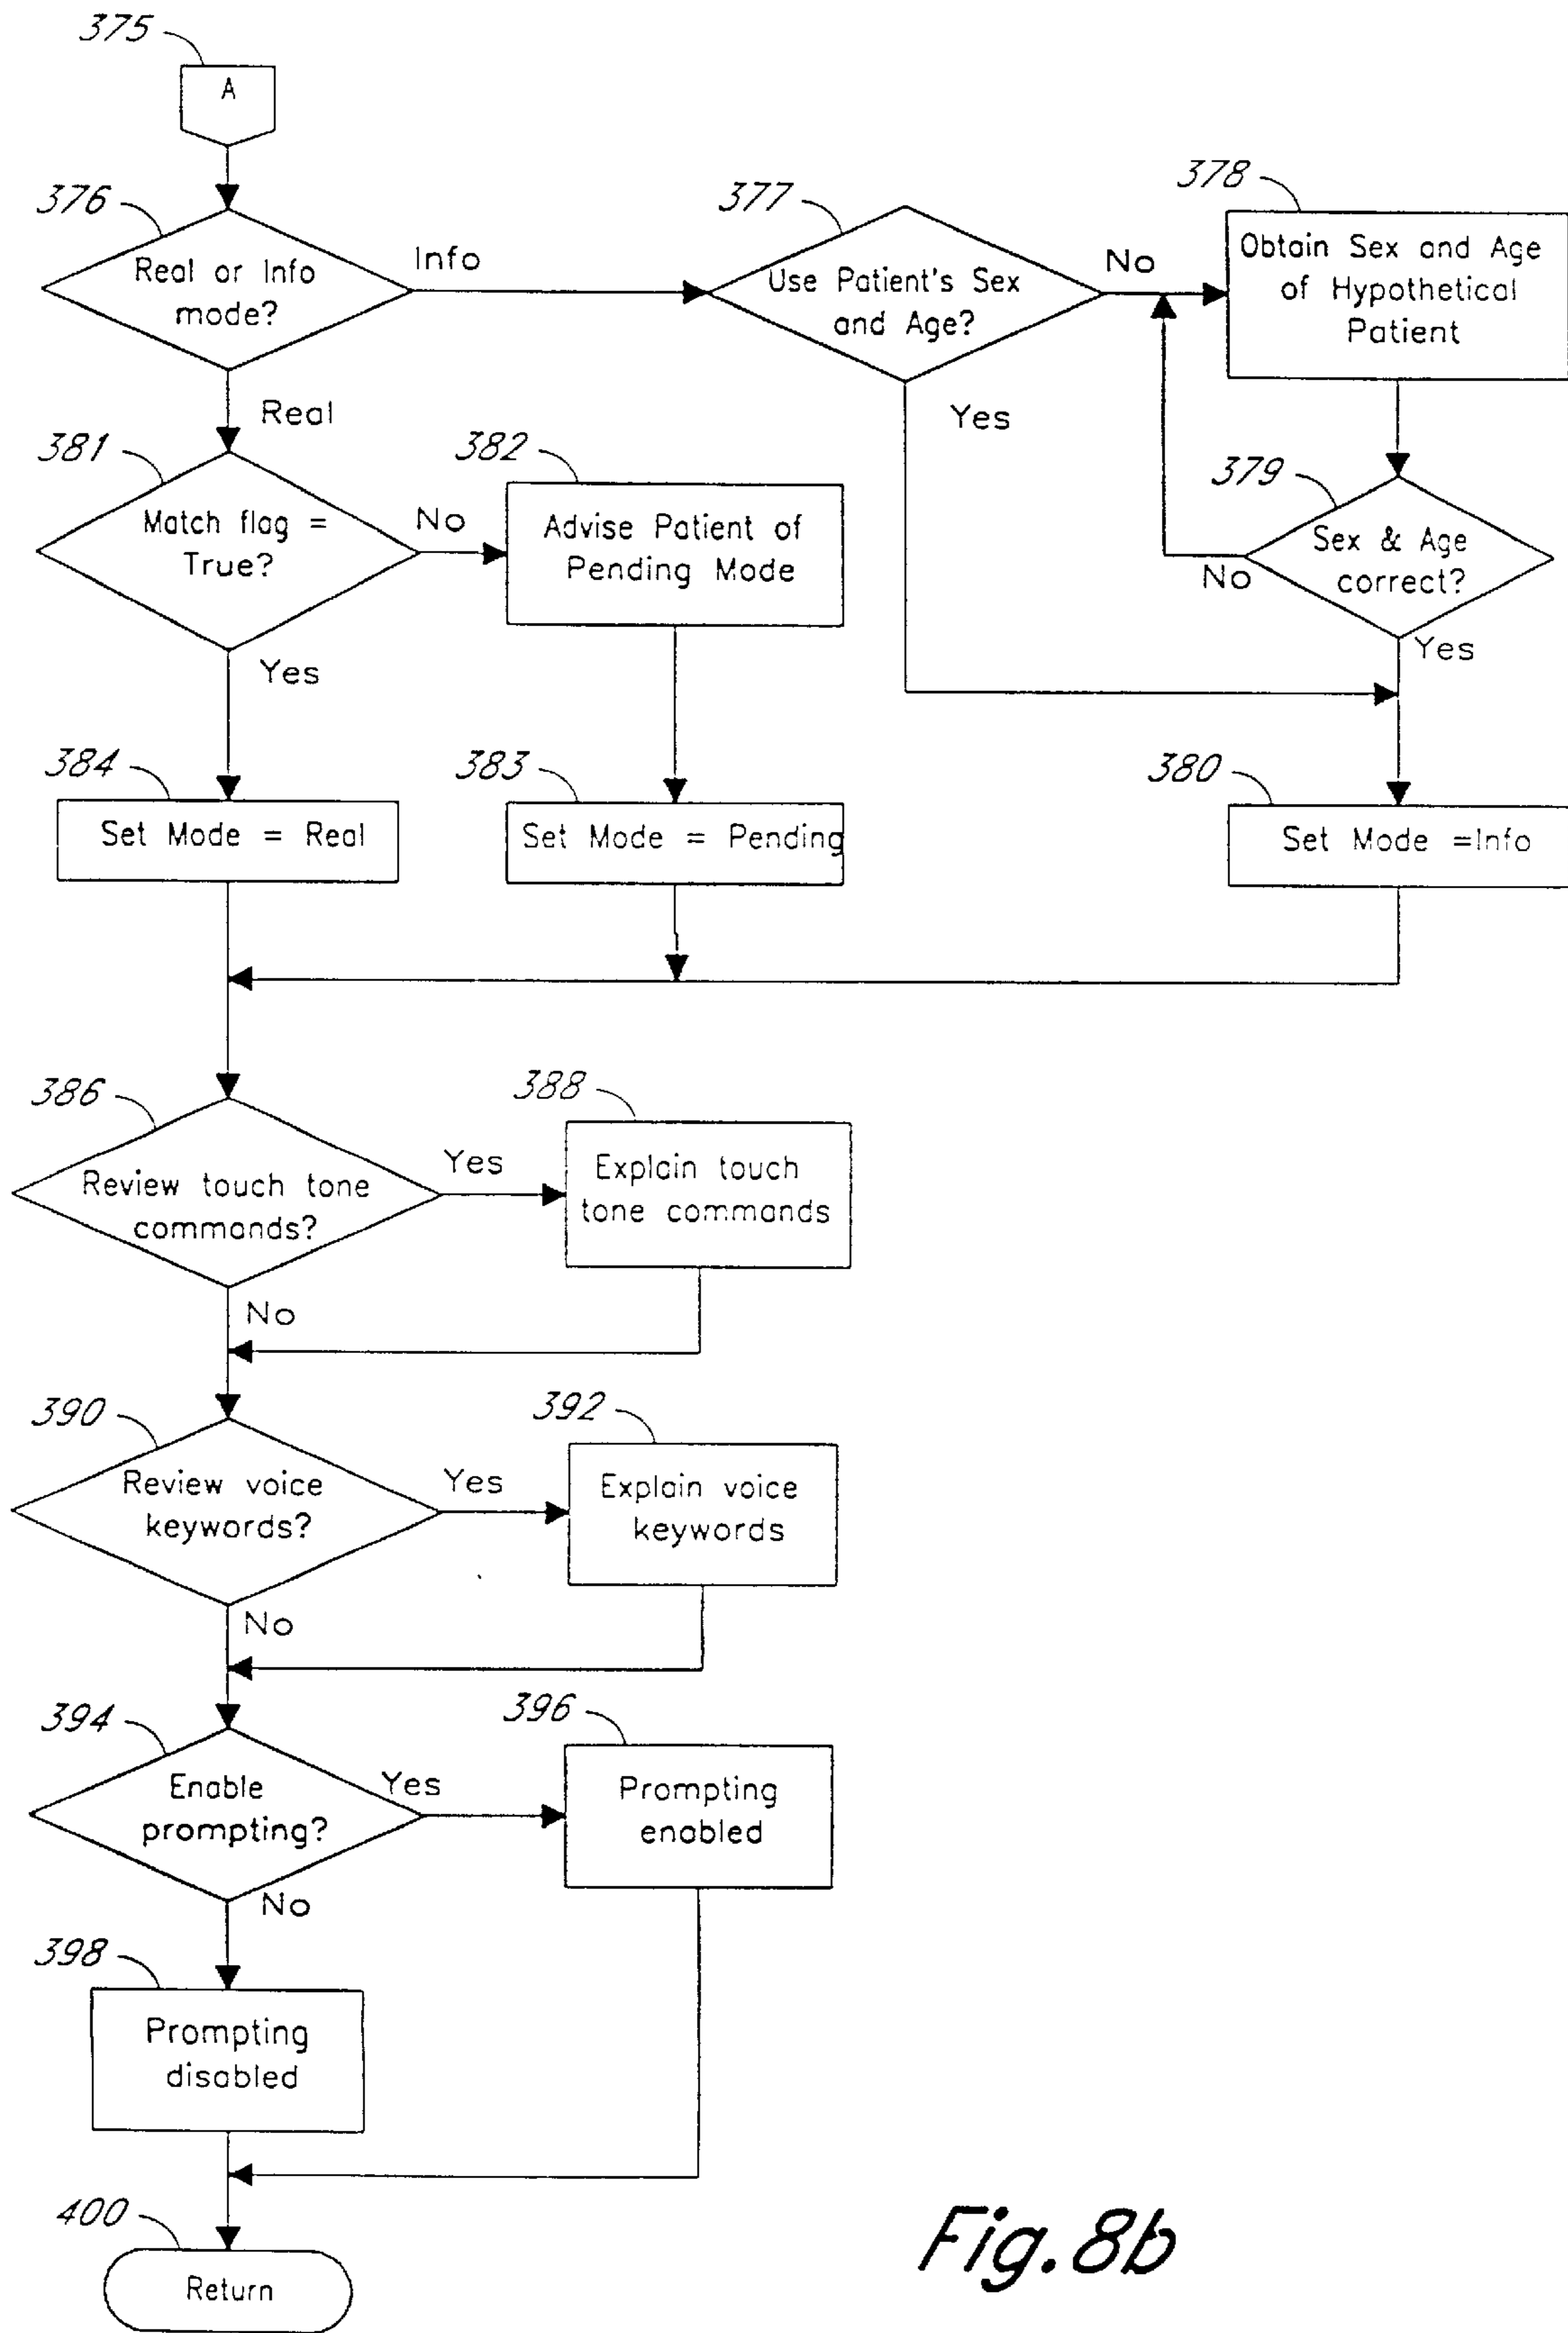 375
A
376
Real or Info
mode?
Info
377
Use Patient's Sex
and Age?
No
378
Obtain Sex and Age
of Hypothetical
Patient
Real
Yes
381
Match flag =
True?
No
382
Advise Patient of
Pending Mode
379
Sex & Age
correct?
No
Yes
Yes
384
Set Mode = Real
383
Set Mode = Pending
380
Set Mode =Info
386
Review touch tone
commands?
Yes
388
Explain touch
tone commands
No
390
Review voice
keywords?
Yes
392
Explain voice
keywords
No
394
Enable
prompting?
Yes
396
Prompting
enabled
No
398
Prompting
disabled
400
Return
Fig. 8b